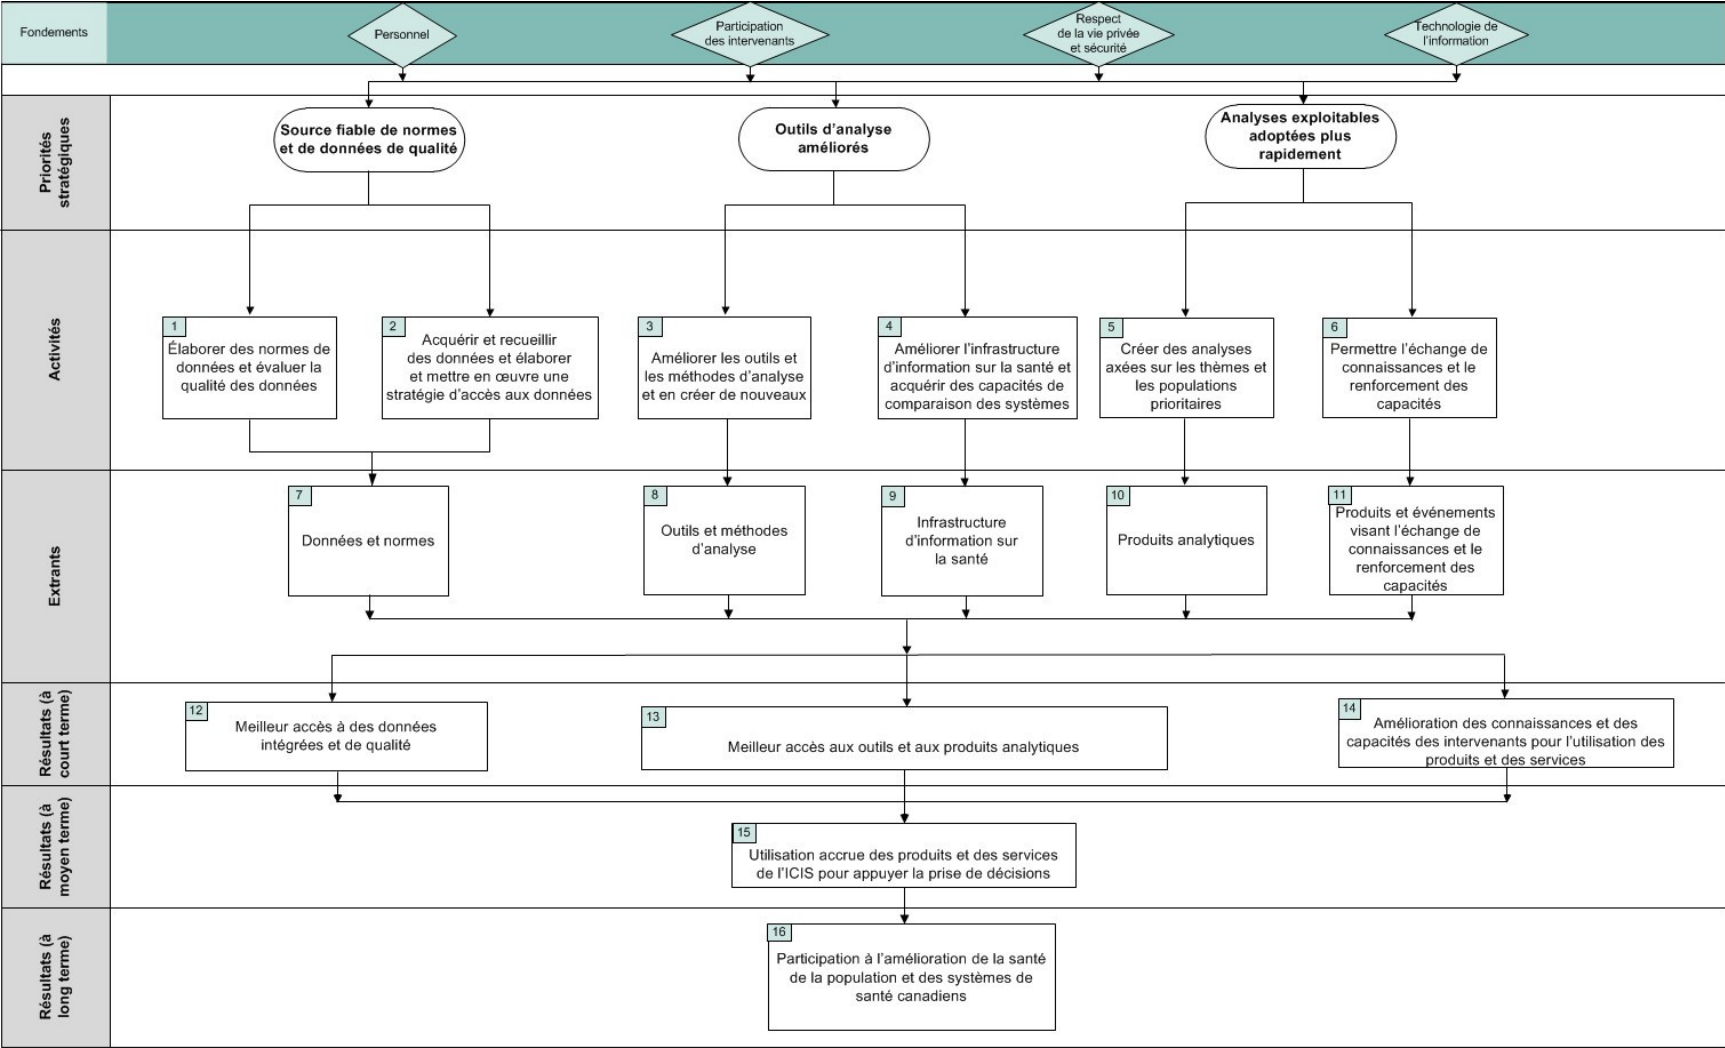 Fondements
Personnel
Participation
des intervenants
Respect
de la vie privée
et sécurité
Technologie de
l’information
Priorités
stratégiques
Source fiable de normes
et de données de qualité
Outils d’analyse
améliorés
Analyses exploitables
adoptées plus
rapidement
Activités
1
Élaborer des normes de
données et évaluer la
qualité des données
2
Acquérir et recueillir
des données et élaborer
et mettre en œuvre une
stratégie d’accès aux données
3
Améliorer les outils et
les méthodes d’analyse
et en créer de nouveaux
4
Améliorer l’infrastructure
d’information sur la santé et
acquérir des capacités de
comparaison des systèmes
5
Créer des analyses
axées sur les thèmes et
les populations
prioritaires
6
Permettre l’échange de
connaissances et le
renforcement des
capacités
Extrants
7
Données et normes
8
Outils et méthodes
d’analyse
9
Infrastructure
d’information sur
la santé
10
Produits analytiques
11
Produits et événements
visant l’échange de
connaissances et le
renforcement des
capacités
Résultats (à
court terme)
12
Meilleur accès à des données
intégrées et de qualité
13
Meilleur accès aux outils et aux produits analytiques
14
Amélioration des connaissances et des
capacités des intervenants pour l’utilisation des
produits et des services
Résultats (à
moyen terme)
15
Utilisation accrue des produits et des services
de l’ICIS pour appuyer la prise de décisions
Résultats (à
long terme)
16
Participation à l’amélioration de la santé
de la population et des systèmes de
santé canadiens